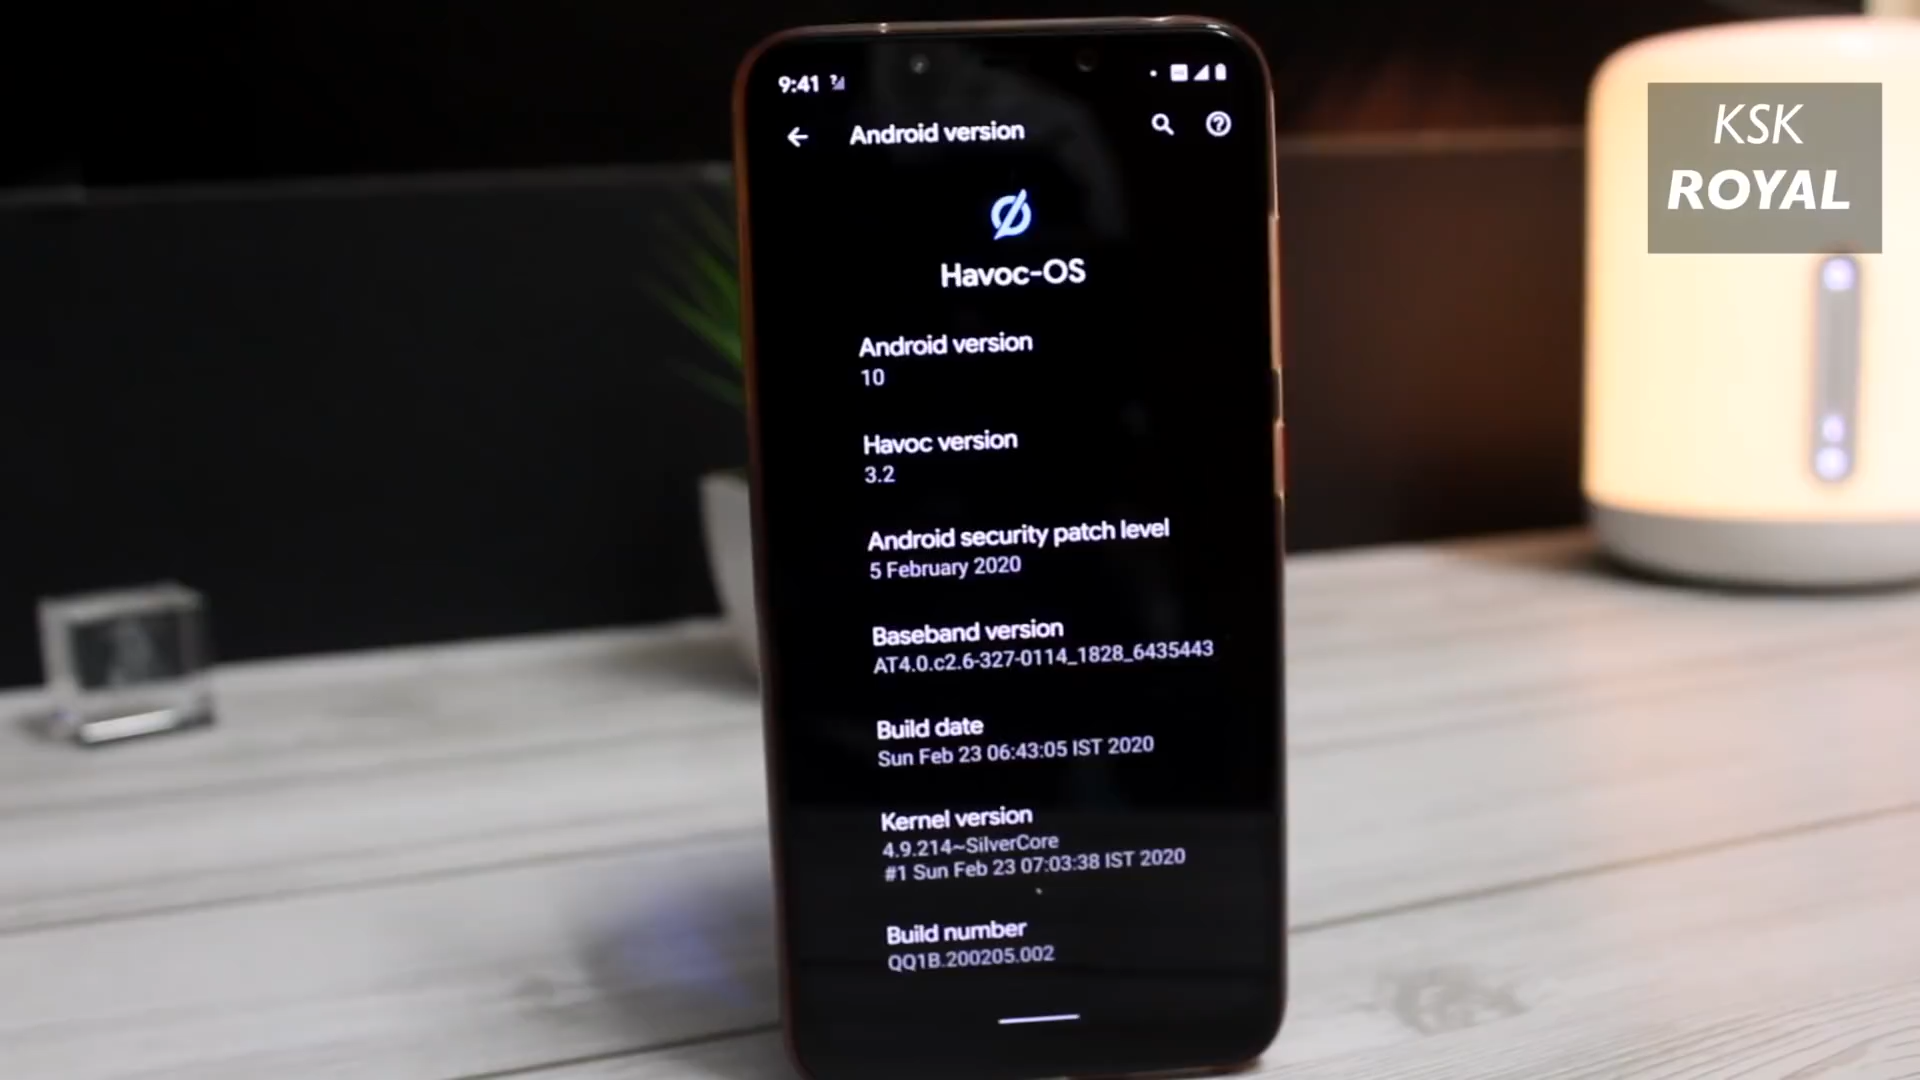 9:41
Android version
KSK
ROYAL
Havoc-OS
Android version
10
Havoc version
3.2
Android security patch level
5 February 2020
Baseband version
AT4.0.c2.6-327-0114_1828_6435443
Build date
Sun Feb 23 06:43:05 IST 2020
Kernel version
4.9.214~SilverCore
#1 Sun Feb 23 07:03:38 IST 2020
Build number
QQ1B.200205.002